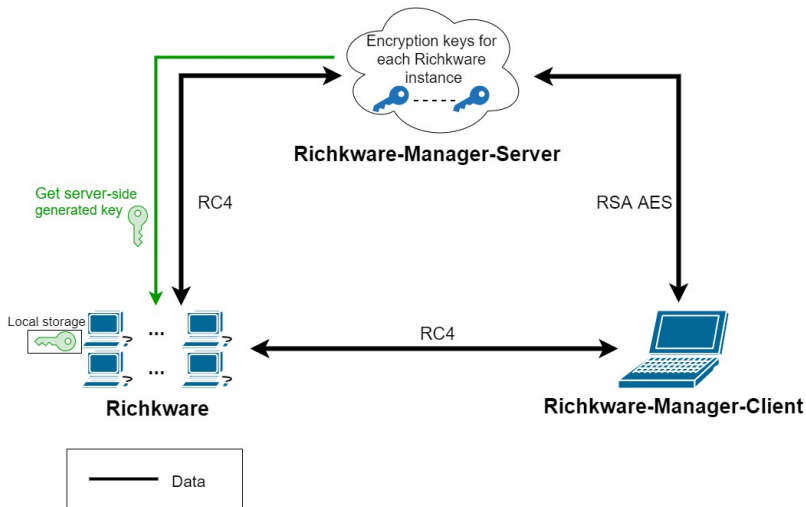 Encryption keys for
each Richkware
instance
Richkware-Manager-Server
Get server-side
generated key
RC4
RSA AES
Local storage
...
...
...
RC4
Richkware
Richkware-Manager-Client
Data